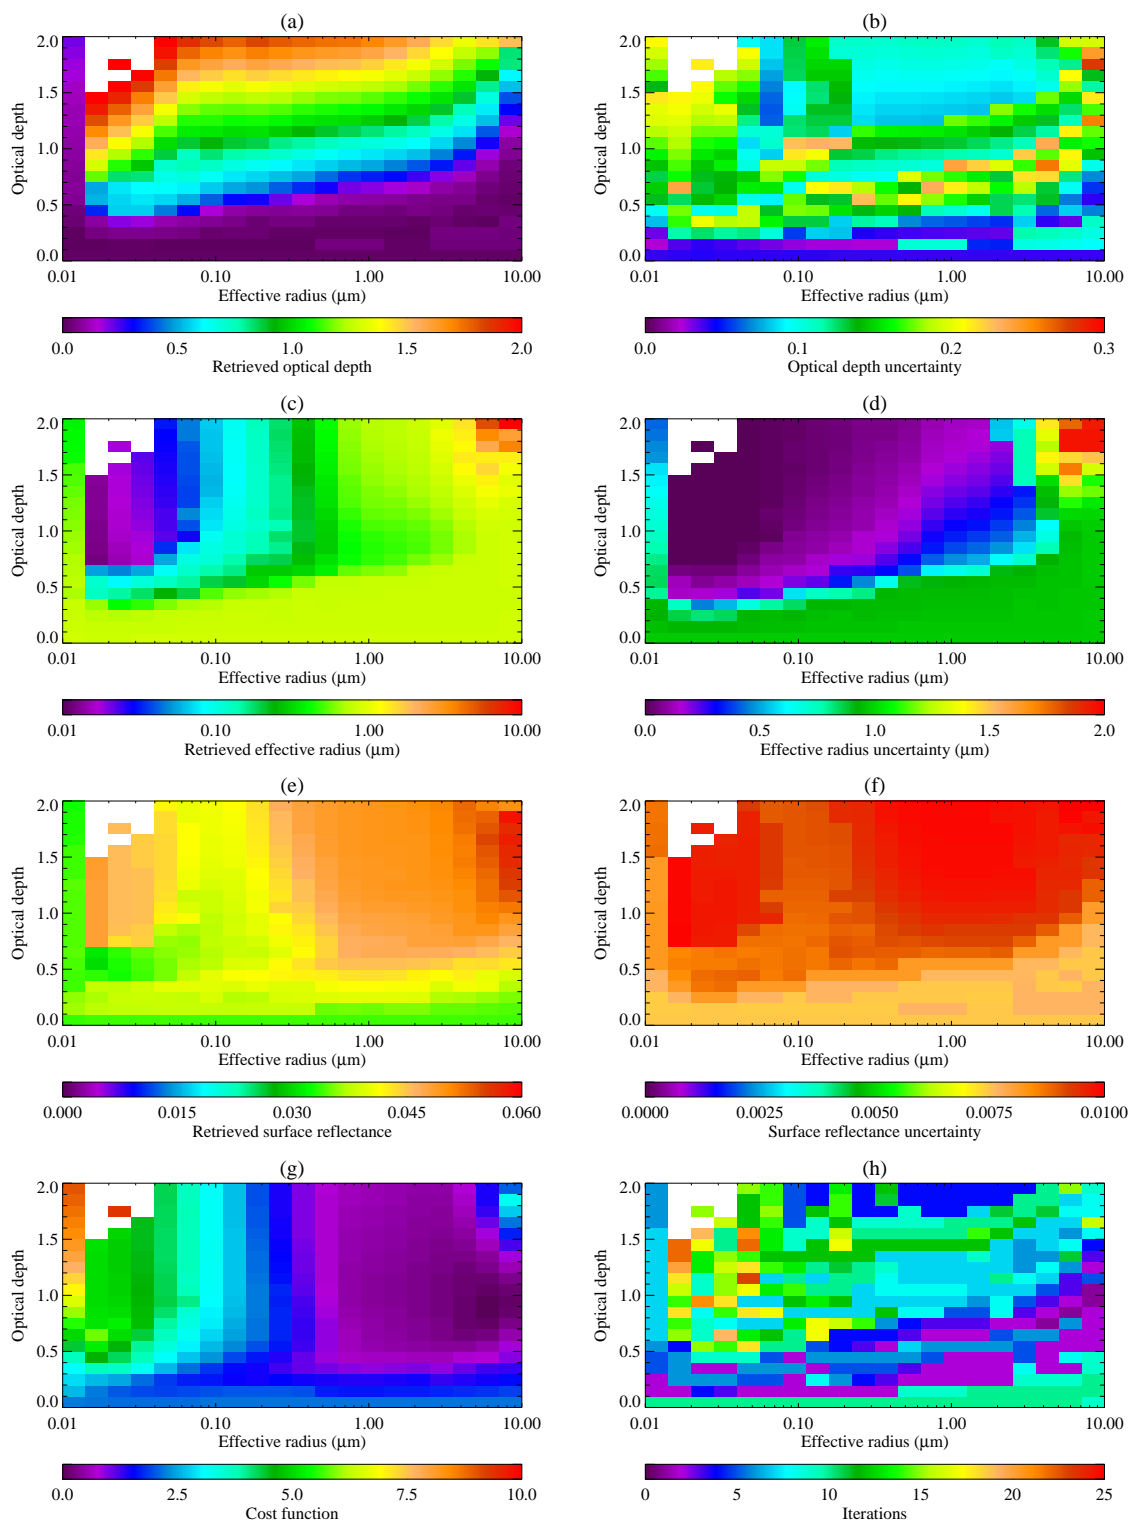 (a)
2.0
1.5
1.0
0.5
0.0
Optical depth
0.01 0.10 1.00 10.00
Effective radius (μm)
0.0 0.5 1.0 1.5 2.0
Retrieved optical depth
(b)
2.0
1.5
1.0
0.5
0.0
Optical depth
0.01 0.10 1.00 10.00
Effective radius (μm)
0.0 0.1 0.2 0.3
Optical depth uncertainty
(c)
2.0
1.5
1.0
0.5
0.0
Optical depth
0.01 0.10 1.00 10.00
Effective radius (μm)
0.01 0.10 1.00 10.00
Retrieved effective radius (μm)
(d)
2.0
1.5
1.0
0.5
0.0
Optical depth
0.01 0.10 1.00 10.00
Effective radius (μm)
0.0 0.5 1.0 1.5 2.0
Effective radius uncertainty (μm)
(e)
2.0
1.5
1.0
0.5
0.0
Optical depth
0.01 0.10 1.00 10.00
Effective radius (μm)
0.000 0.015 0.030 0.045 0.060
Retrieved surface reflectance
(f)
2.0
1.5
1.0
0.5
0.0
Optical depth
0.01 0.10 1.00 10.00
Effective radius (μm)
0.0000 0.0025 0.0050 0.0075 0.0100
Surface reflectance uncertainty
(g)
2.0
1.5
1.0
0.5
0.0
Optical depth
0.01 0.10 1.00 10.00
Effective radius (μm)
0.0 2.5 5.0 7.5 10.0
Cost function
(h)
2.0
1.5
1.0
0.5
0.0
Optical depth
0.01 0.10 1.00 10.00
Effective radius (μm)
0 5 10 15 20 25
Iterations